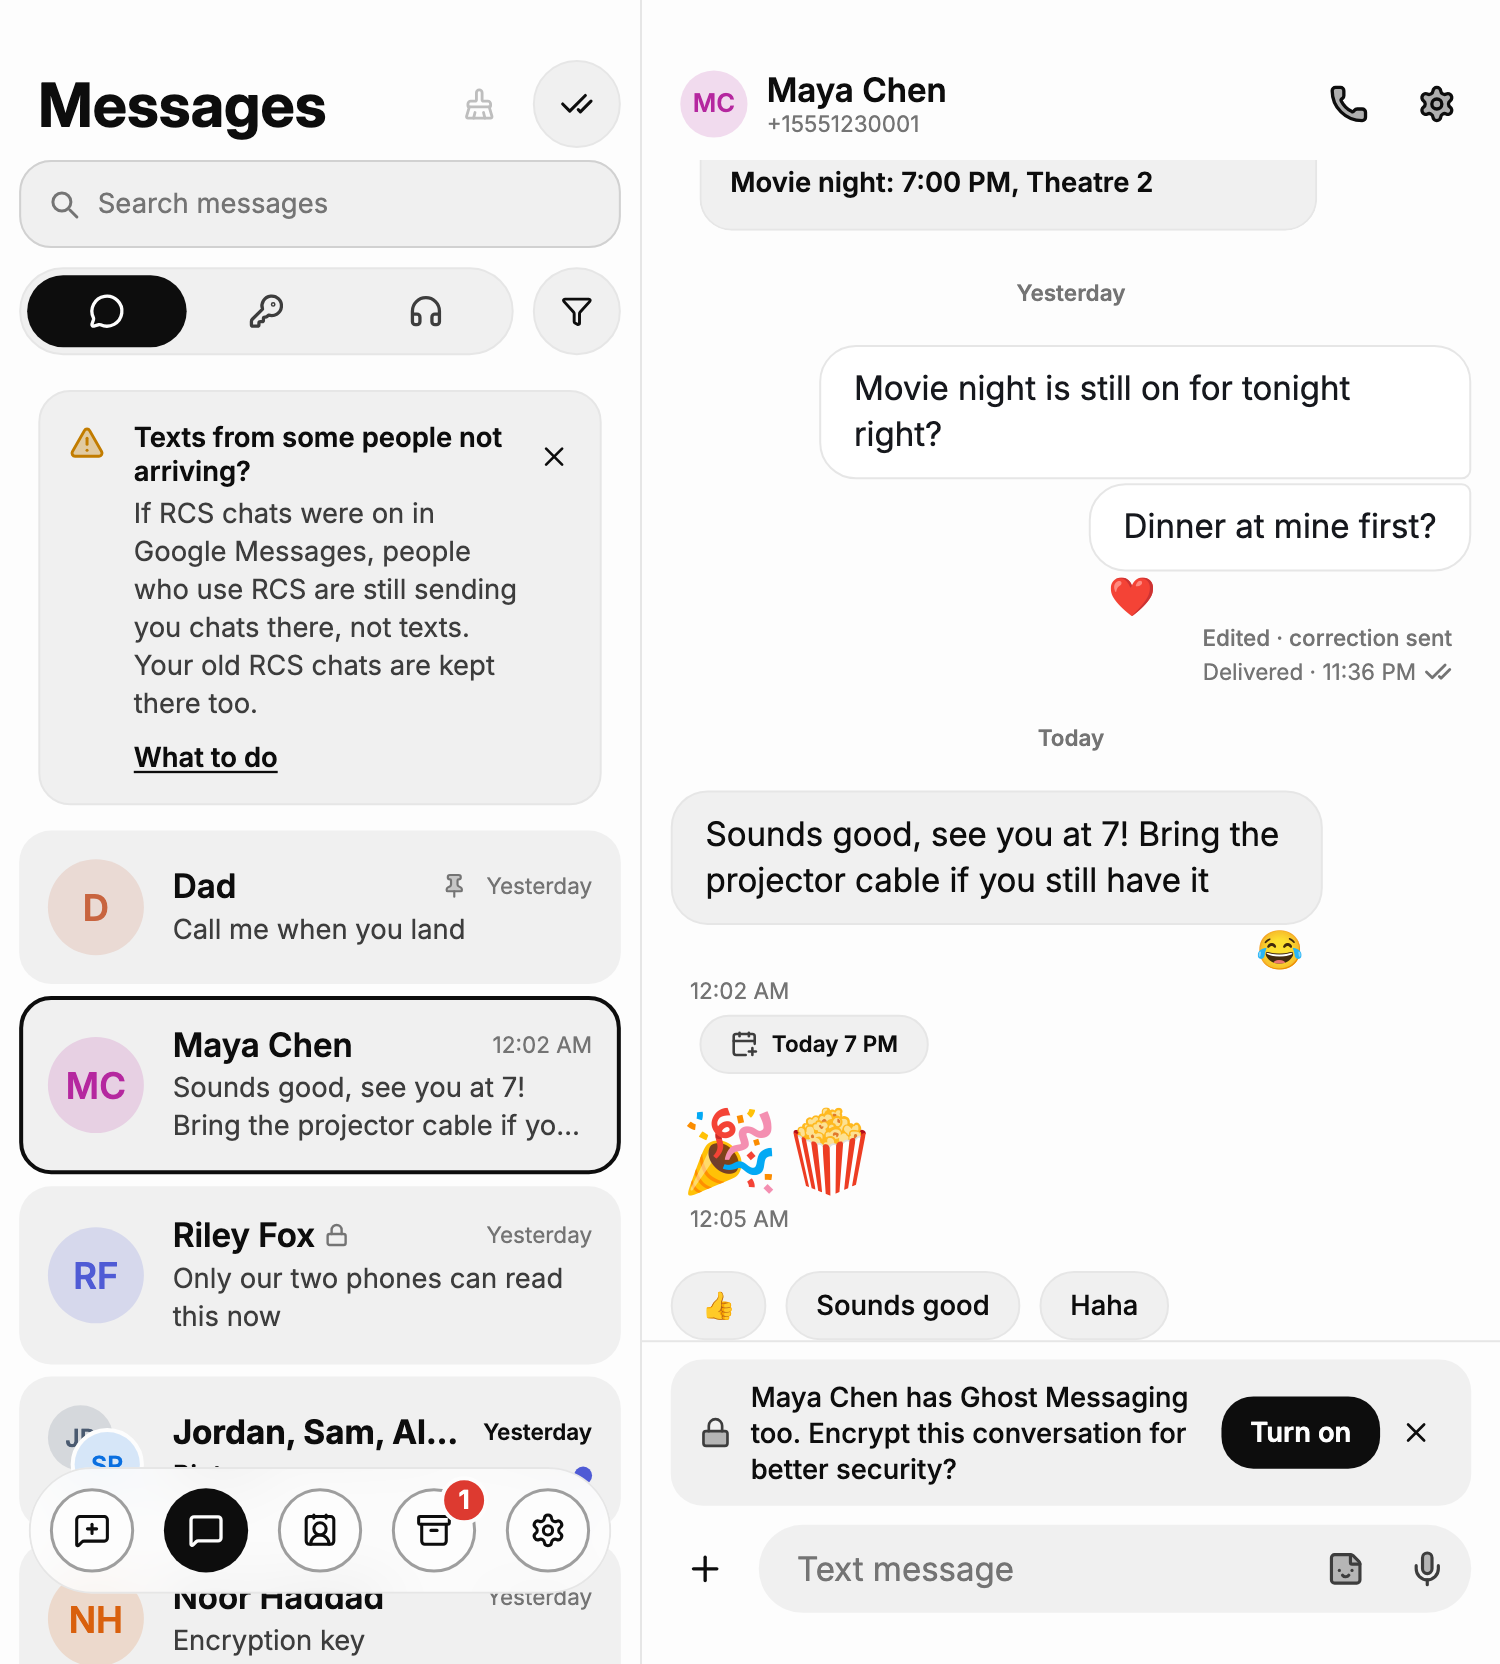 Messages
Search messages
Texts from some people not
arriving?
If RCS chats were on in
Google Messages, people
who use RCS are still sending
you chats there, not texts.
Your old RCS chats are kept
there too.
What to do
D
Dad
Yesterday
Call me when you land
MC
Maya Chen
12:02 AM
Sounds good, see you at 7!
Bring the projector cable if yo...
RF
Riley Fox
Yesterday
Only our two phones can read
this now
Jordan, Sam, Al...
Yesterday
SP
1
NH
Noor Haddad
Yesterday
Encryption key
MC
Maya Chen
+15551230001
Movie night: 7:00 PM, Theatre 2
Yesterday
Movie night is still on for tonight
right?
Dinner at mine first?
Edited · correction sent
Delivered · 11:36 PM
Today
Sounds good, see you at 7! Bring the
projector cable if you still have it
12:02 AM
Today 7 PM
12:05 AM
Sounds good
Haha
Maya Chen has Ghost Messaging
too. Encrypt this conversation for
better security?
Turn on
Text message